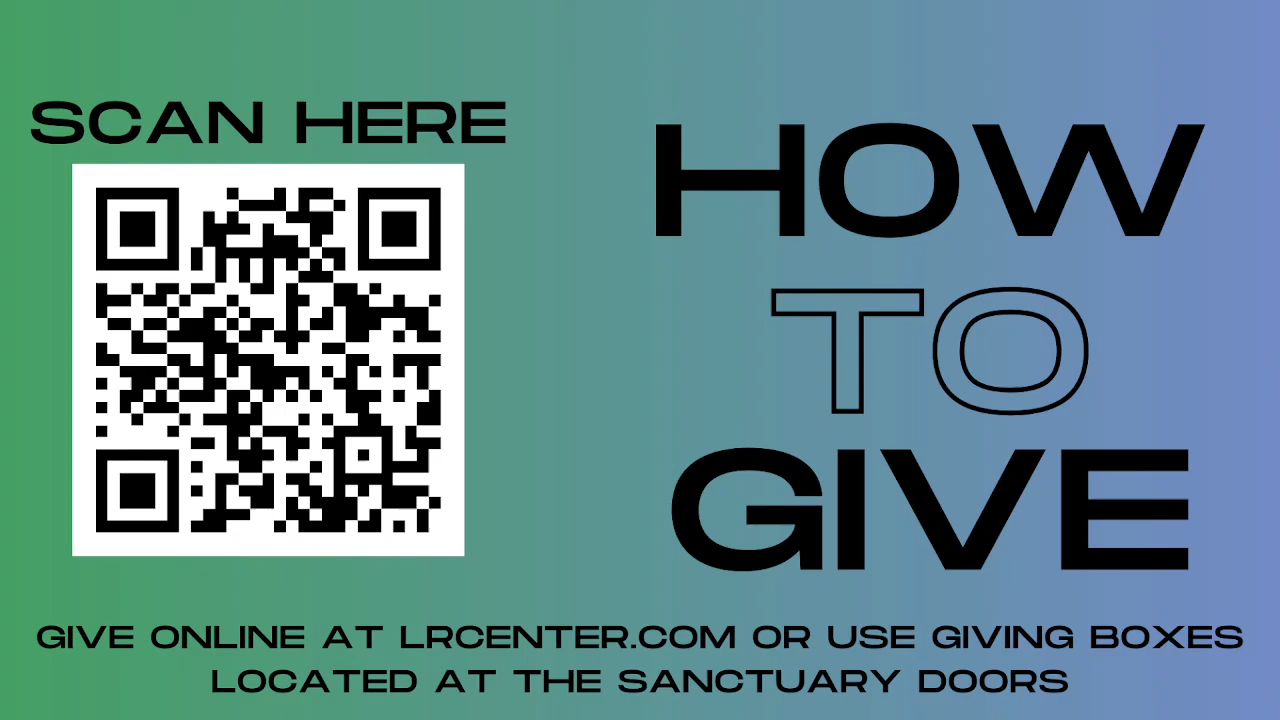 SCAN HERE
HOW
TO
GIVE
GIVE ONLINE AT LRCENTER.COM OR USE GIVING BOXES
LOCATED AT THE SANCTUARY DOORS